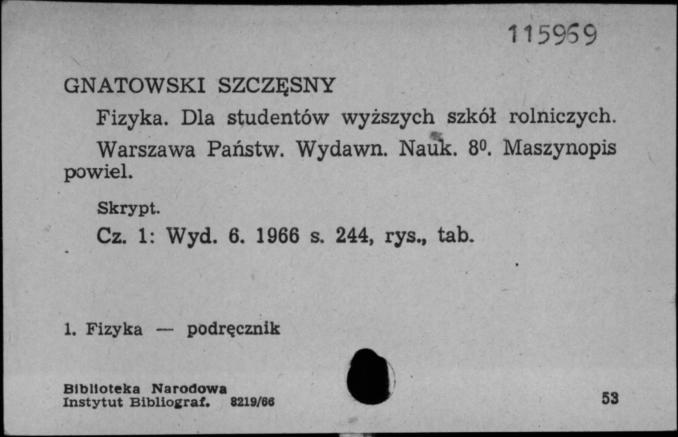 115969
GNATOWSKI SZCZĘSNY
Fizyka. Dla studentów wyższych szkół rolniczych.
Warszawa Państw. Wydawn. Nauk. 8⁰. Maszynopis
powiel.
Skrypt.
Cz. 1: Wyd. 6. 1966 s. 244, rys., tab.
1. Fizyka — podręcznik
Biblioteka Narodowa
Instytut Bibliograf. 8219/66
53